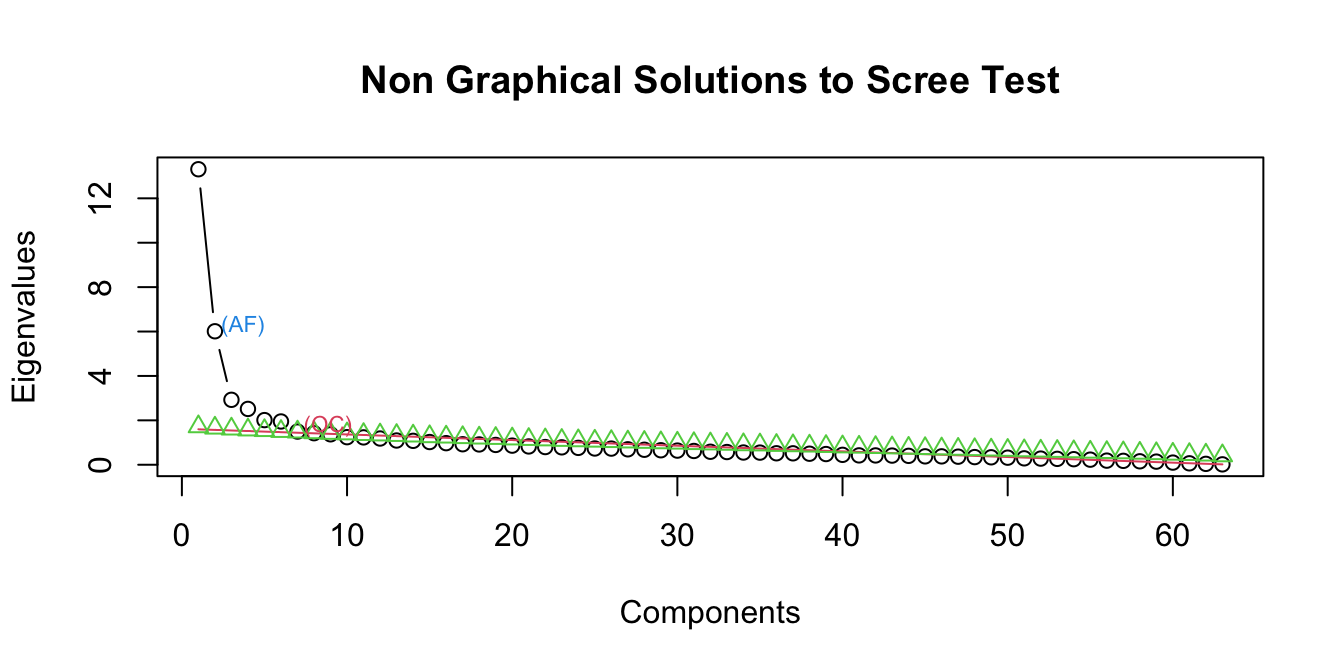 Non Graphical Solutions to Scree Test
Eigenvalues
12
8
4
0
(AF)
(OC)
0 10 20 30 40 50 60
Components